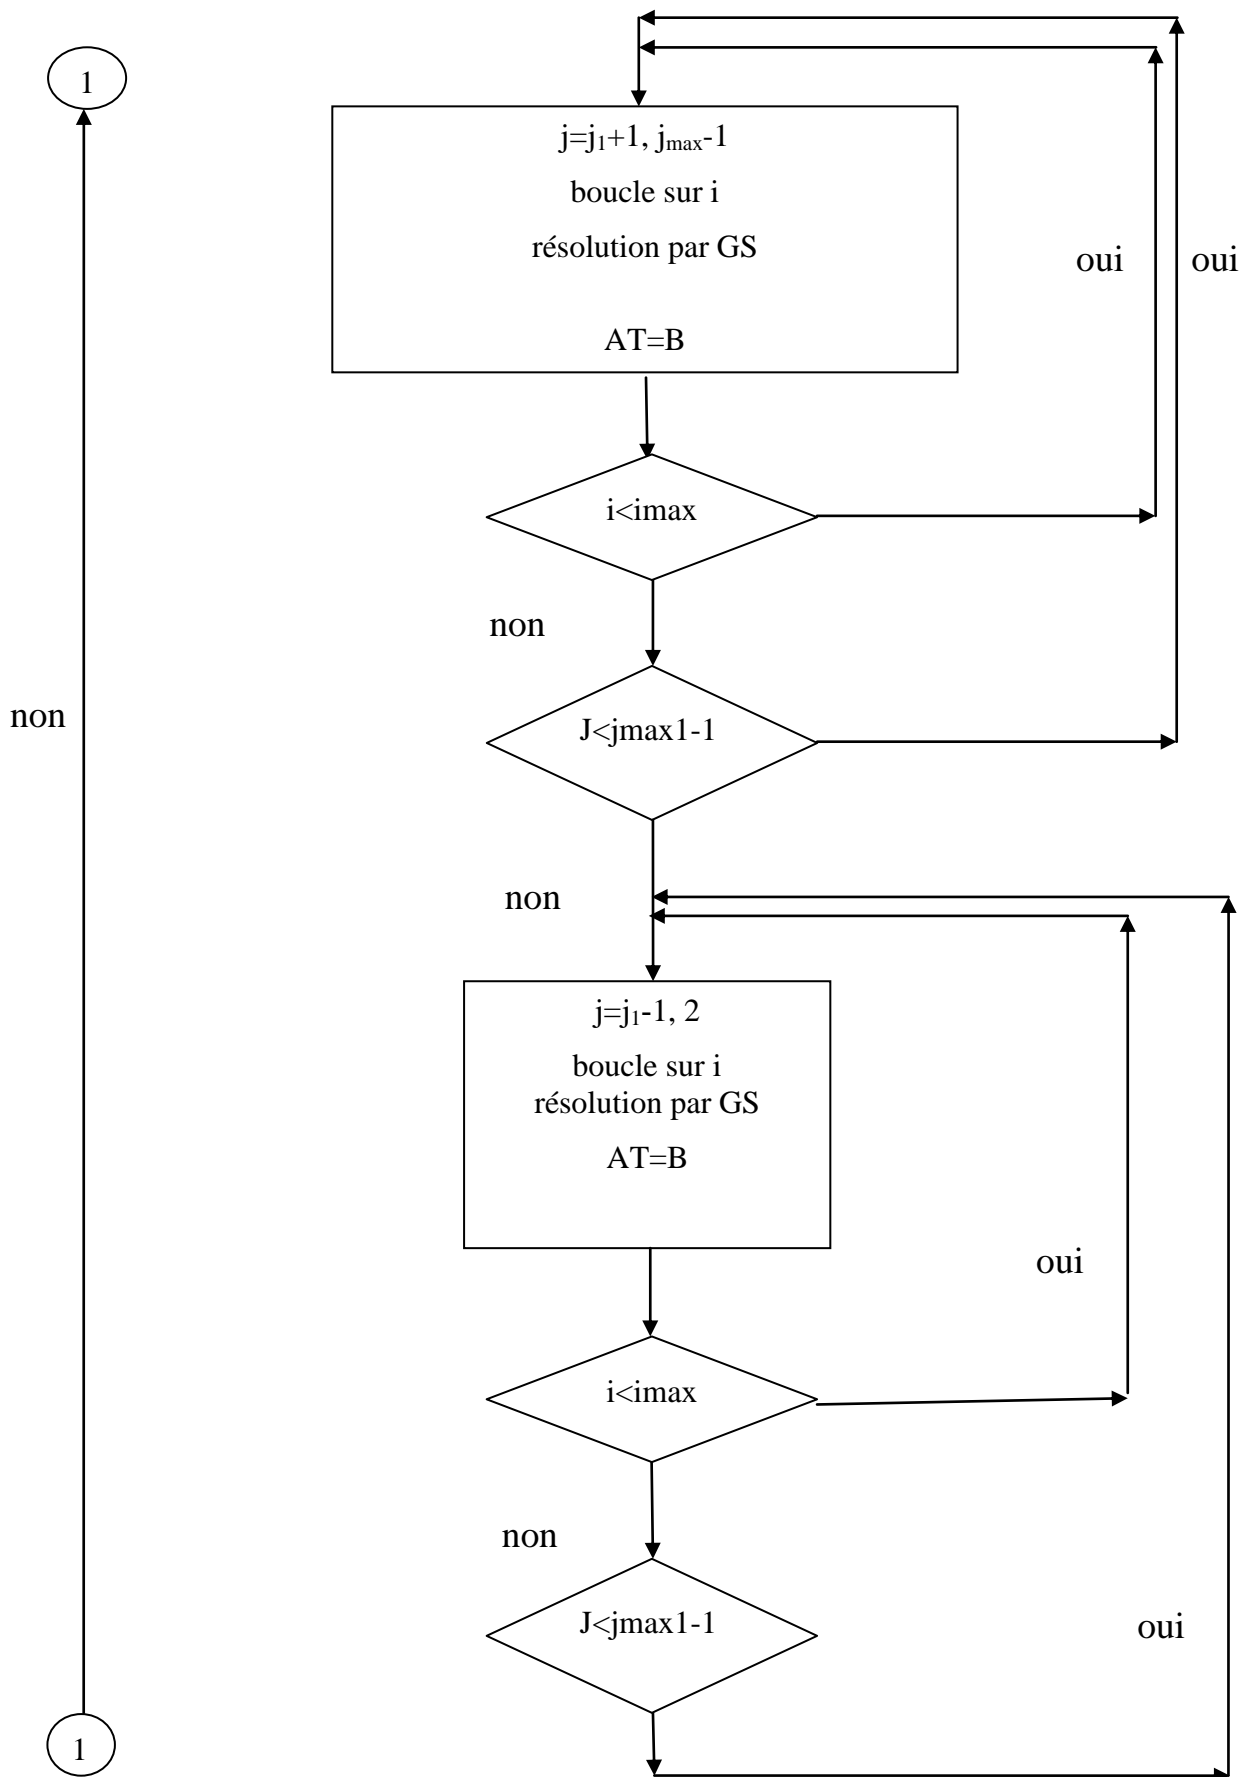 1
j=j₁+1, jmax-1
boucle sur i
résolution par GS
AT=B
oui
oui
i<imax
non
non
J<jmax1-1
non
j=j₁-1, 2
boucle sur i
résolution par GS
AT=B
oui
i<imax
non
J<jmax1-1
oui
1